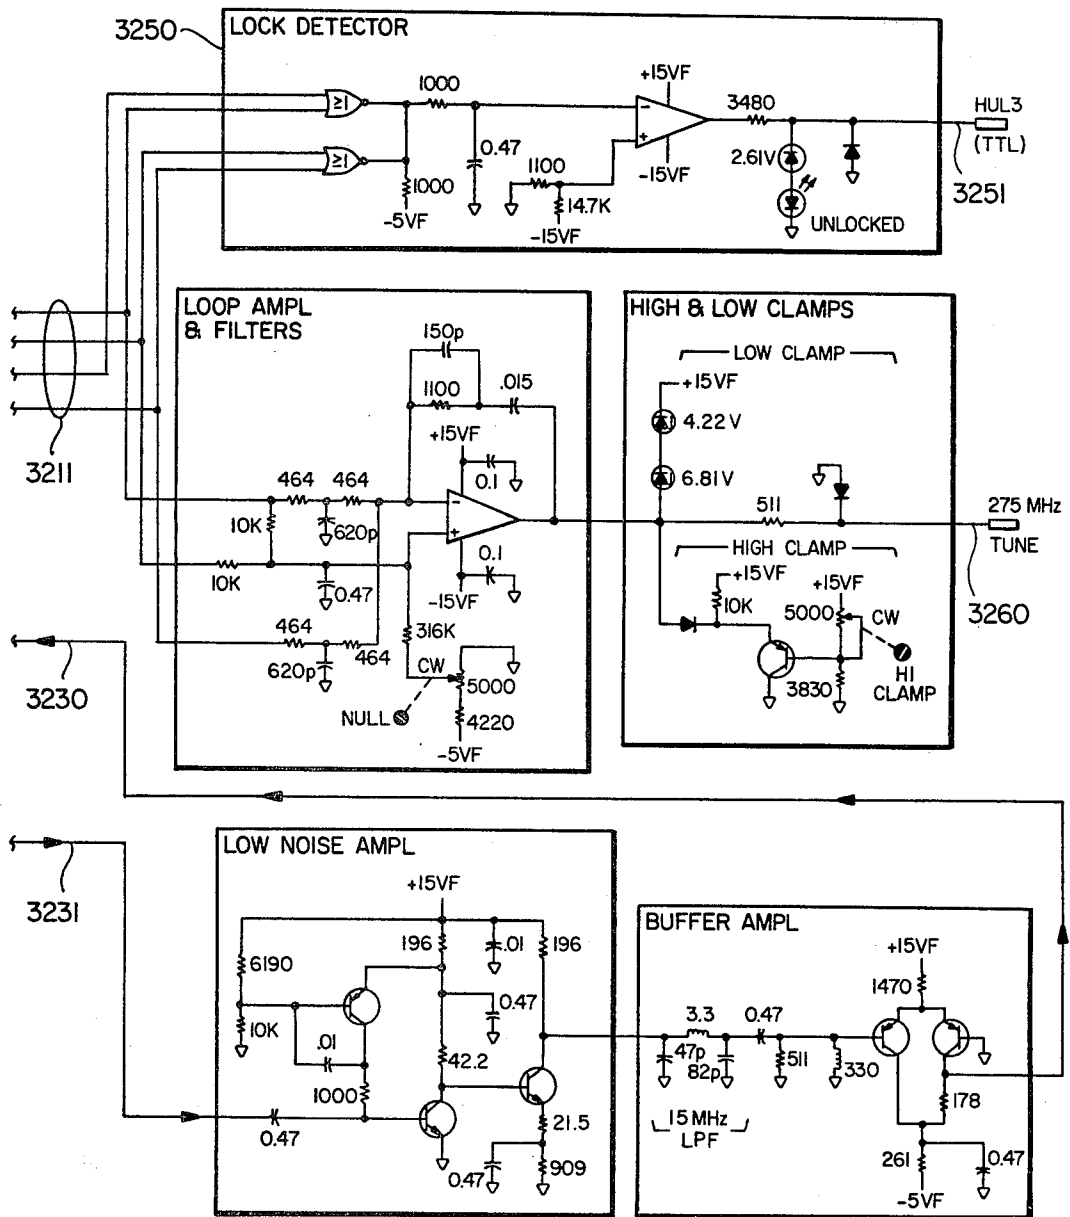 3250
LOCK DETECTOR
≥1
≥1
1000
1000
-5VF
0.47
+15VF
-
+
-15VF
1100
14.7K
-15VF
3480
2.61V
UNLOCKED
HUL3
(TTL)
3251
3211
LOOP AMPL
& FILTERS
150p
1100
.015
+15VF
0.1
464
464
-
10K
620p
+
10K
0.47
0.1
-15VF
464
464
316K
620p
CW
5000
NULL
4220
-5VF
HIGH & LOW CLAMPS
LOW CLAMP
+15VF
4.22V
6.81V
511
275 MHz
TUNE
HIGH CLAMP
+15VF
+15VF
10K
5000
CW
3830
HI
CLAMP
3260
3230
3231
LOW NOISE AMPL
+15VF
196
.01
196
6190
0.47
10K
.01
42.2
1000
0.47
21.5
0.47
909
BUFFER AMPL
+15VF
1470
3.3
0.47
47p
82p
511
330
15MHz
LPF
178
261
0.47
-5VF